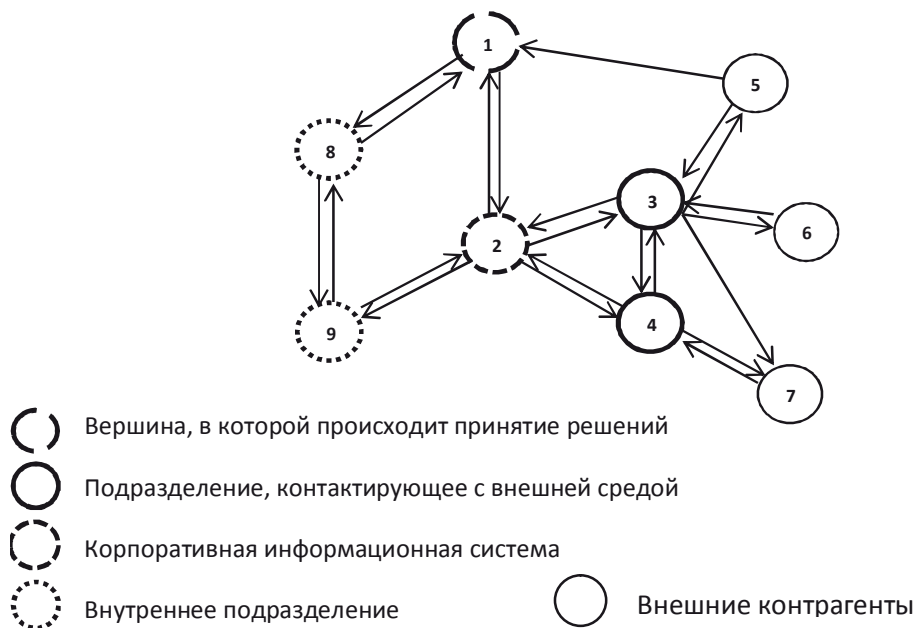 1
5
8
3
2
6
4
9
7
Вершина, в которой происходит принятие решений
Подразделение, контактирующее с внешней средой
Корпоративная информационная система
Внутреннее подразделение
Внешние контрагенты